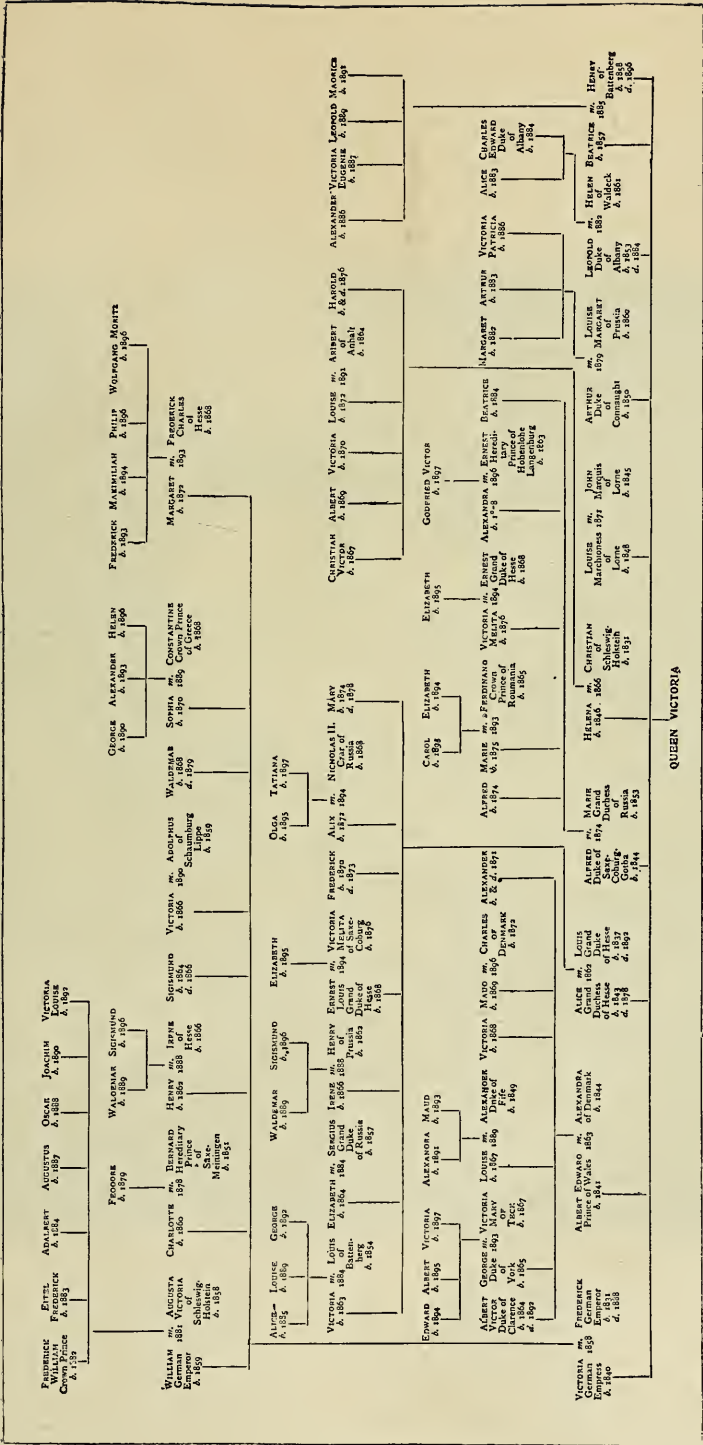 FREDERICK
WILLIAM
Crown Prince
b. 1882
EITEL
FREDERICK
b. 1883
ADALBERT
b. 1884
AUGUSTUS
b. 1887
OSCAR
b. 1888
JOACHIM
b. 1890
VICTORIA
LOUISE
b. 1892
FEODORE
b. 1879
WALDEMAR
b. 1889
SIGISMUND
b. 1896
GEORGE
b. 1890
ALEXANDER
b. 1893
HELEN
b. 1896
FREDERICK
b. 1893
MAXIMILIAN
b. 1894
PHILIP
b. 1896
WOLFGANG MORITZ
b. 1896
WILLIAM
German
Emperor
b. 1859
m.
1881
AUGUSTA
VICTORIA
of
Schleswig-
Holstein
b. 1858
CHARLOTTE
b. 1860
m.
1878
BERNARD
Hereditary
Prince
of
Saxe-
Meiningen
b. 1851
HENRY
b. 1862
m.
1888
IRENE
of
Hesse
b. 1866
SIGISMUND
b. 1864
d. 1866
VICTORIA
b. 1866
m.
1890
ADOLPHUS
of
Schaumburg
Lippe
b. 1859
WALDEMAR
b. 1868
d. 1879
SOPHIA
b. 1870
m.
1889
CONSTANTINE
Crown Prince
of Greece
b. 1868
MARGARET
b. 1872
m.
1893
FREDERICK
CHARLES
of
Hesse
b. 1868
ALICE
b. 1885
LOUISE
b. 1889
GEORGE
b. 1892
WALDEMAR
b. 1889
SIGISMUND
b. 1896
ELIZABETH
b. 1895
OLGA
b. 1895
TATIANA
b. 1897
VICTORIA
b. 1863
m.
1884
LOUIS
of
Batten-
berg
b. 1854
ELIZABETH
b. 1864
m.
1884
SERGIUS
Grand
Duke
of Russia
b. 1857
IRENE
b. 1866
m.
1888
HENRY
of
Prussia
b. 1862
ERNEST
LOUIS
Grand
Duke of
Hesse
b. 1868
m.
1894
VICTORIA
MELITA
of Saxe-
Coburg
b. 1876
FREDERICK
b. 1870
d. 1873
ALIX
b. 1872
m.
1894
NICHOLAS II.
Czar of
Russia
b. 1868
MARY
b. 1874
d. 1878
CHRISTIAN
VICTOR
b. 1867
ALBERT
b. 1869
VICTORIA
b. 1870
LOUISE
b. 1872
m.
1891
ARIBERT
of
Anhalt
b. 1864
HAROLD
b. & d. 1876
ALEXANDER
b. 1886
VICTORIA
EUGENIE
b. 1887
LEOPOLD
b. 1889
MAURICE
b. 1891
EDWARD
b. 1894
ALBERT
b. 1895
VICTORIA
b. 1897
ALEXANDRA
b. 1891
MAUD
b. 1893
CAROL
b. 1893
ELIZABETH
b. 1894
ELIZABETH
b. 1895
GODFRIED VICTOR
b. 1897
ALBERT
VICTOR
Duke of
Clarence
b. 1864
d. 1892
GEORGE
Duke
of
York
b. 1865
m.
1893
VICTORIA
MARY
OF
TECK
b. 1867
LOUISE
b. 1867
m.
1889
ALEXANDER
Duke of
Fife
b. 1849
VICTORIA
b. 1868
MAUD
b. 1869
m.
1896
CHARLES
OF
DENMARK
b. 1872
ALEXANDER
b. & d. 1871
ALFRED
b. 1874
MARIE
b. 1875
m.
1893
FERDINAND
Crown
Prince of
Roumania
b. 1865
VICTORIA
MELITA
b. 1876
m.
1894
ERNEST
Grand
Duke of
Hesse
b. 1868
ALEXANDRA
m.
1896
ERNEST
Heredi-
tary
Prince of
Hohenlohe
Langenburg
b. 1863
BEATRICE
b. 1884
MARGARET
b. 1882
ARTHUR
b. 1883
VICTORIA
PATRICIA
b. 1886
ALICE
b. 1883
CHARLES
EDWARD
Duke
of
Albany
b. 1884
VICTORIA
German
Empress
b. 1840
m.
1858
FREDERICK
German
Emperor
b. 1831
d. 1888
ALBERT EDWARD
Prince of Wales
b. 1841
m.
1863
ALEXANDRA
of Denmark
b. 1844
ALICE
Grand
Duchess
of Hesse
b. 1843
d. 1878
m.
1862
LOUIS
Grand
Duke
of Hesse
b. 1837
d. 1892
ALFRED
Duke of
Saxe-
Coburg-
Gotha
b. 1844
m.
1874
MARIE
Grand
Duchess
of
Russia
b. 1853
HELENA
b. 1846
m.
1866
CHRISTIAN
of
Schleswig-
Holstein
b. 1831
LOUISE
Marchioness
of
Lorne
b. 1848
m.
1871
JOHN
Marquis
of
Lorne
b. 1845
ARTHUR
Duke
of
Connaught
b. 1850
m.
1879
LOUISE
MARGARET
of
Prussia
b. 1860
LEOPOLD
Duke
of
Albany
b. 1853
d. 1884
m.
1882
HELEN
of
Waldeck
b. 1861
BEATRICE
b. 1857
m.
1885
HENRY
of
Battenberg
b. 1858
d. 1896
QUEEN VICTORIA